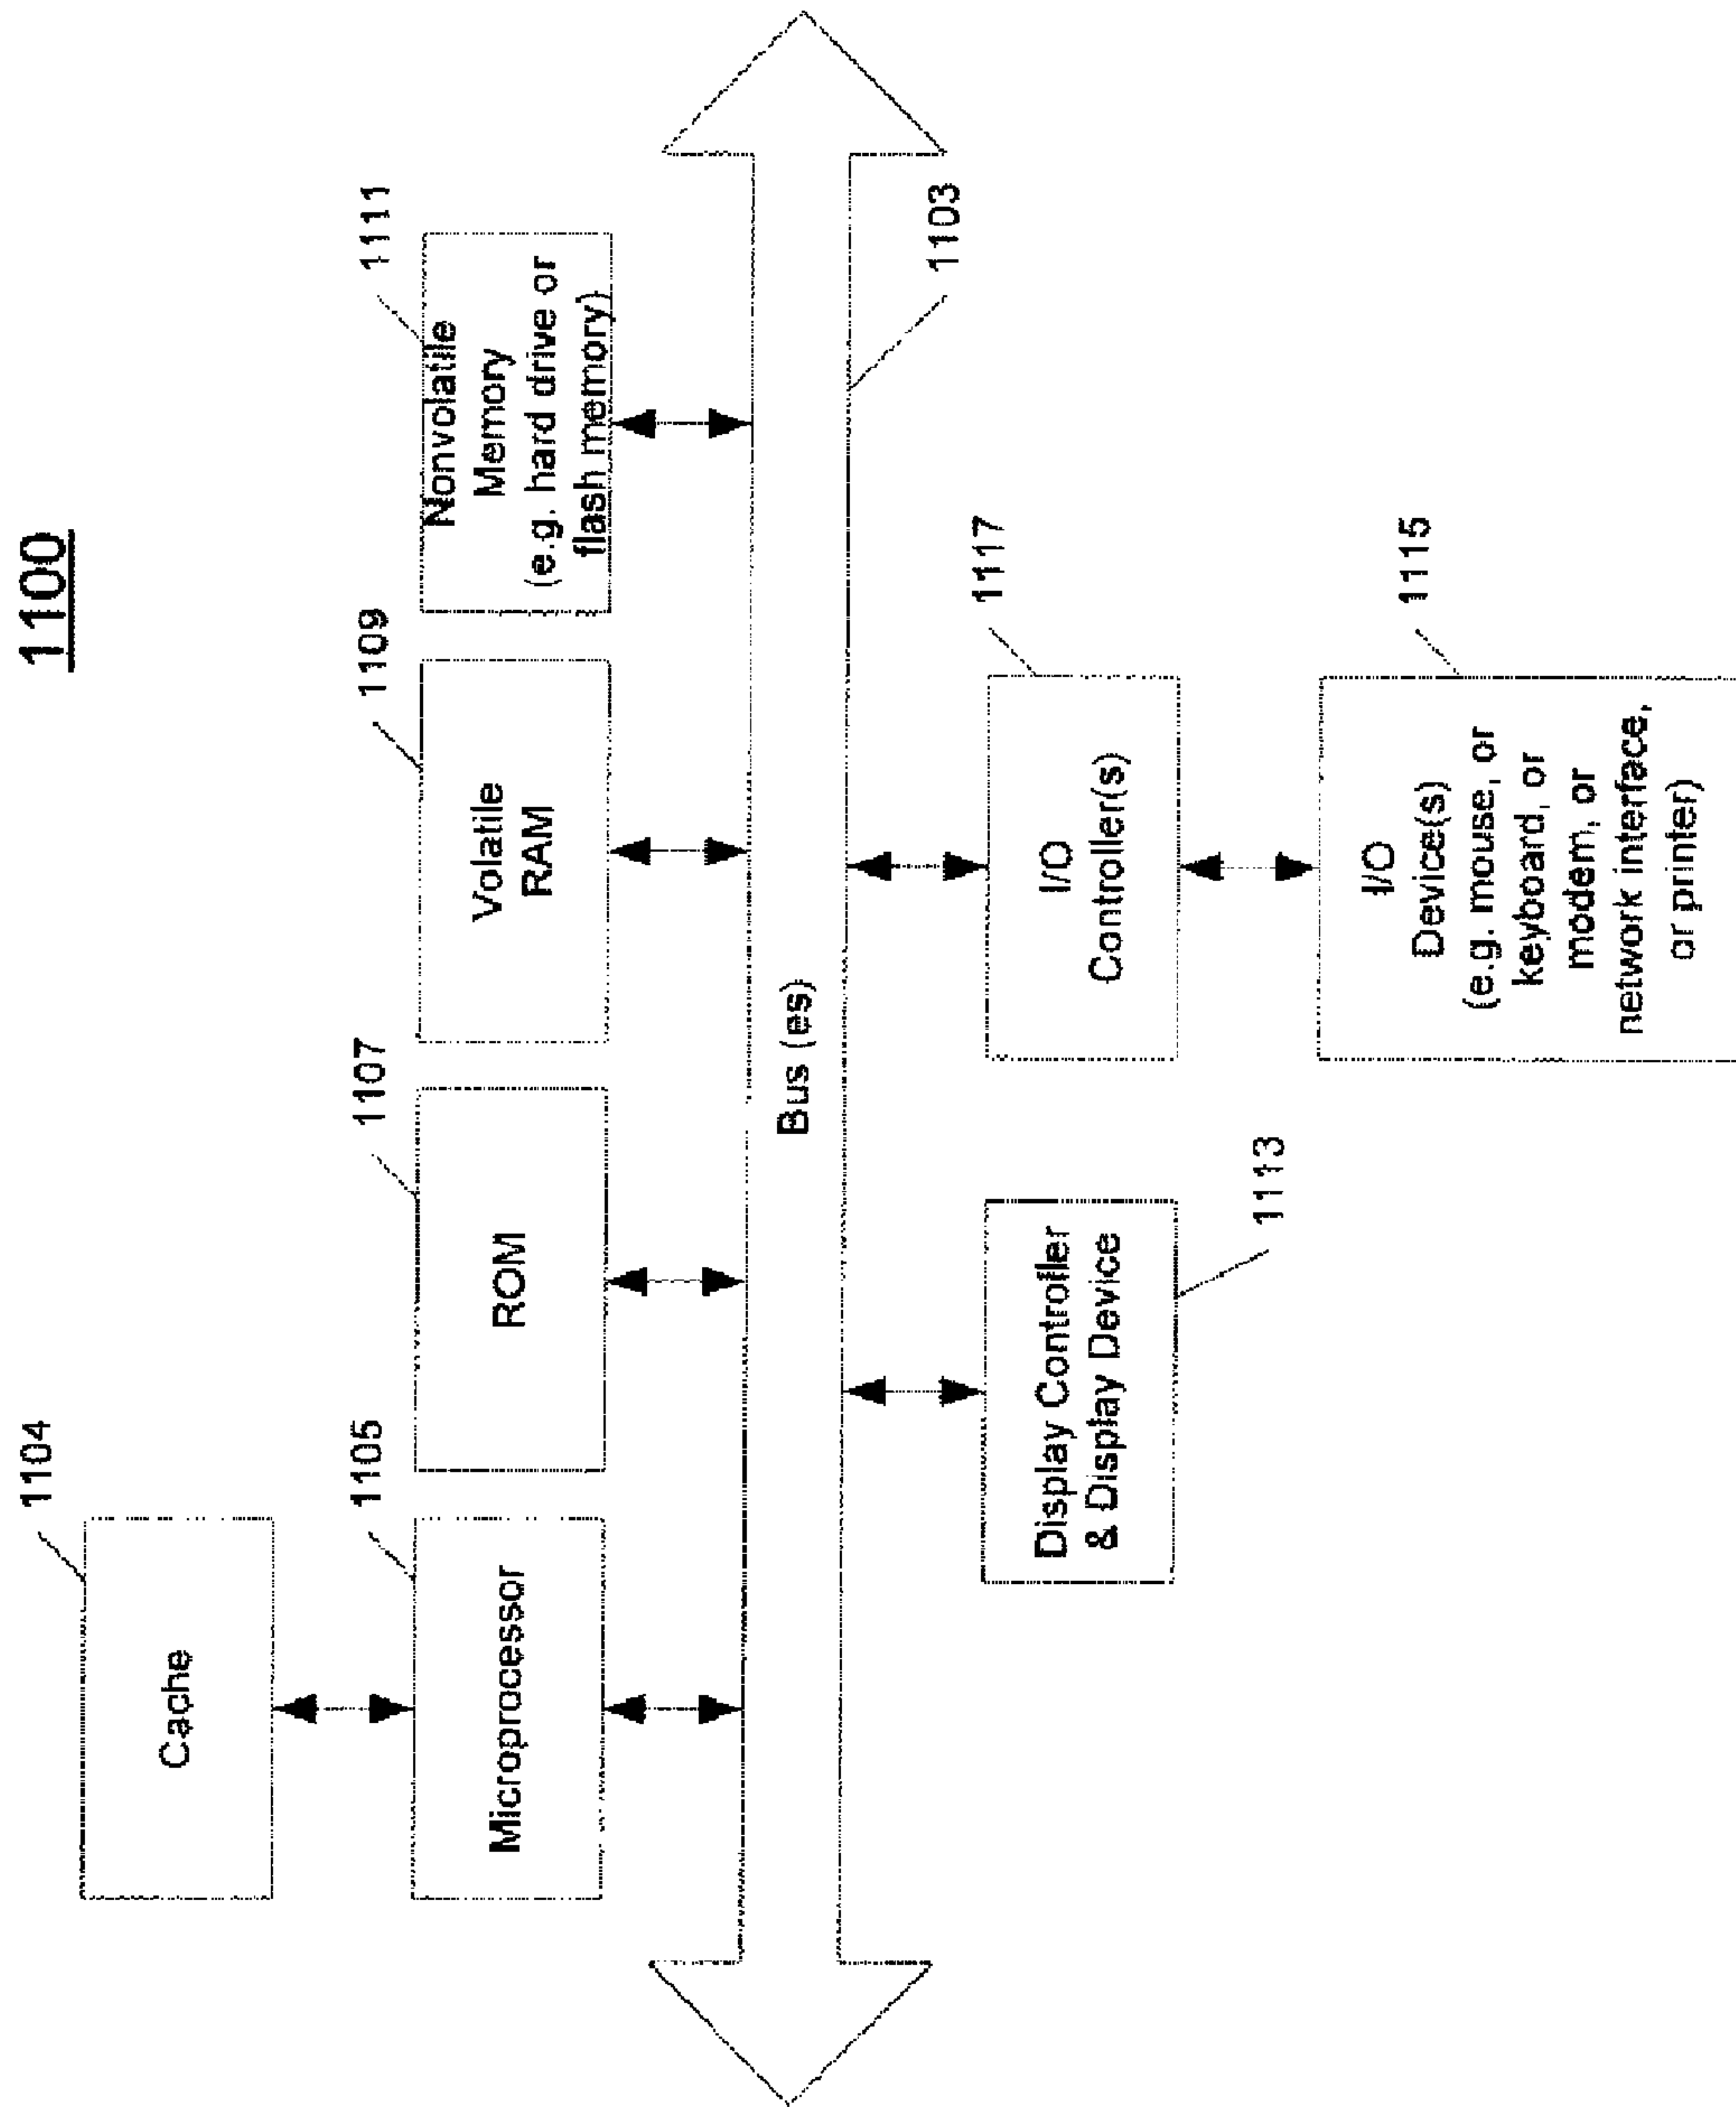 1100
1104
Cache
1105
Microprocessor
1107
ROM
1109
Volatile
RAM
1111
Nonvolatile
Memory
(e.g. hard drive or
flash memory)
Bus (es)
1103
Display Controller
& Display Device
1113
I/O
Controller(s)
1117
I/O
Device(s)
(e.g. mouse, or
keyboard, or
modem, or
network interface,
or printer)
1115